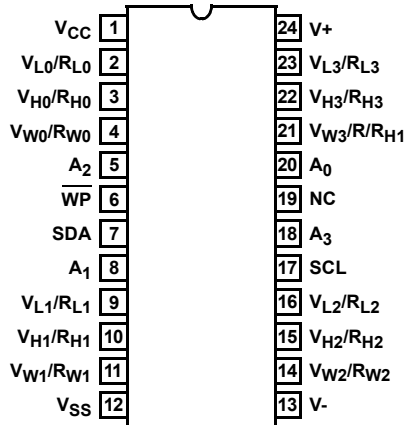 VCC 1 24 V+
VL0/RL0 2 23 VL3/RL3
VH0/RH0 3 22 VH3/RH3
VW0/RW0 4 21 VW3/R/RH1
A2 5 20 A0
WP 6 19 NC
SDA 7 18 A3
A1 8 17 SCL
VL1/RL1 9 16 VL2/RL2
VH1/RH1 10 15 VH2/RH2
VW1/RW1 11 14 VW2/RW2
VSS 12 13 V-